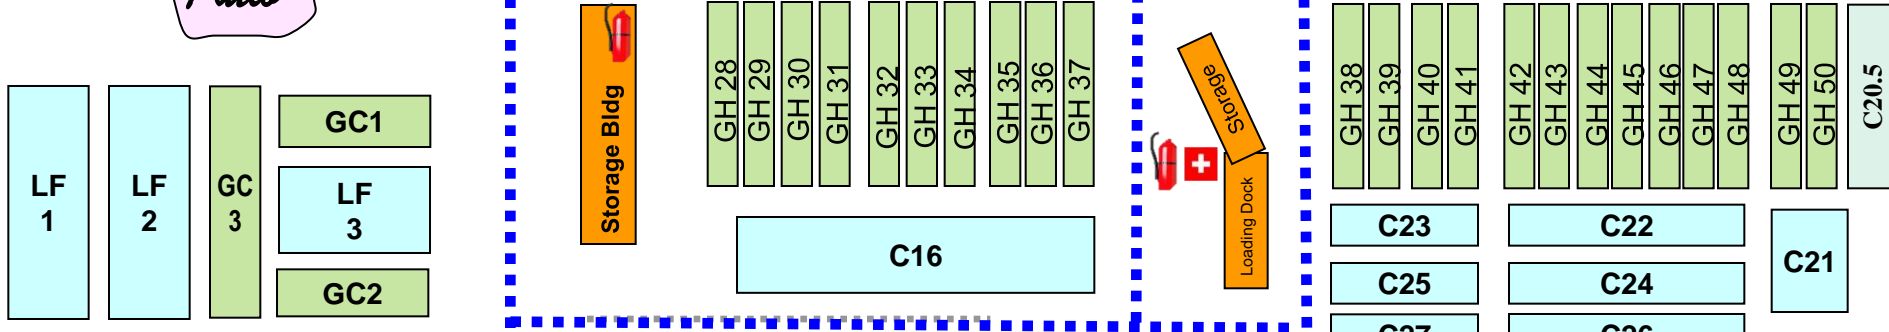 GH 28
GH 29
GH 30
GH 31
GH 32
GH 33
GH 34
GH 35
GH 36
GH 37
GH 38
GH 39
GH 40
GH 41
GH 42
GH 43
GH 44
GH 45
GH 46
GH 47
GH 48
GH 49
GH 50
C20.5
Storage Bldg
Storage
Loading Dock
LF
1
LF
2
GC
3
GC1
LF
3
GC2
C16
C23
C22
C21
C25
C24